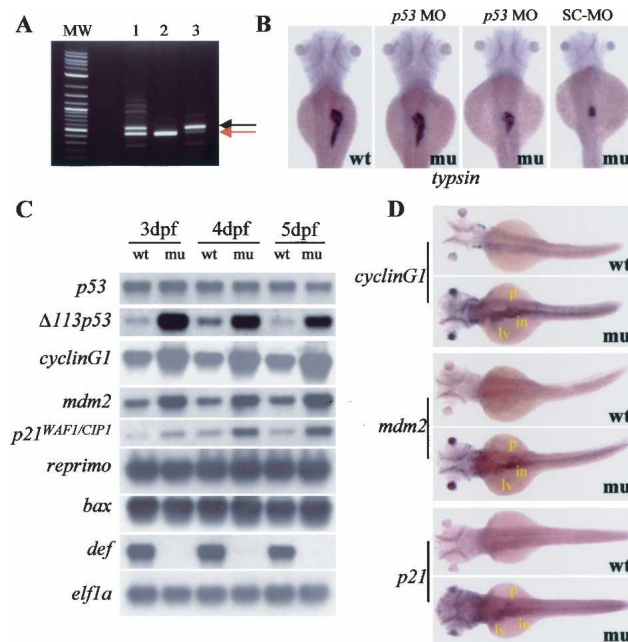 A
MW 1 2 3
B
p53 MO p53 MO SC-MO
wt mu mu mu
typsin
C
3dpf 4dpf 5dpf
wt mu wt mu wt mu
p53
Δ113p53
cyclinG1
mdm2
p21WAF1/CIP1
reprimo
bax
def
elf1a
D
cyclinG1
wt
p
in
lv
mu
mdm2
wt
p
in
lv
mu
p21
wt
p
in
lv
mu